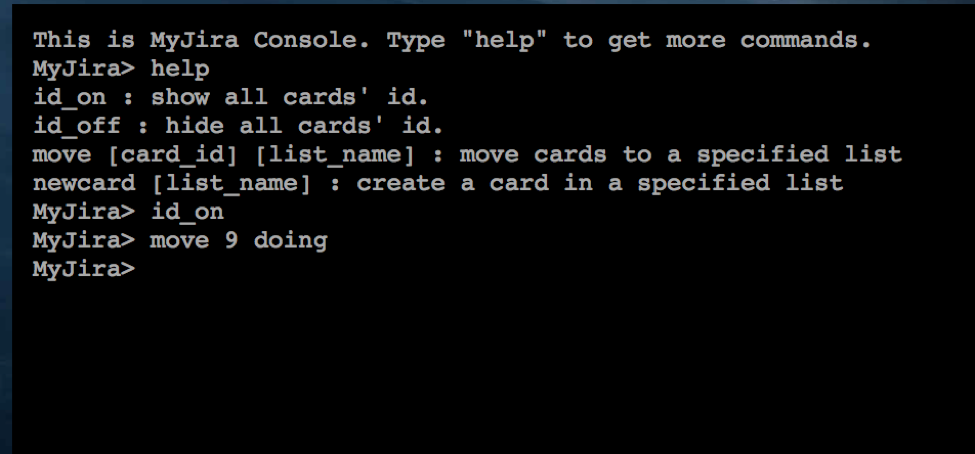 This is MyJira Console. Type "help" to get more commands.
MyJira> help
id_on : show all cards' id.
id_off : hide all cards' id.
move [card_id] [list_name] : move cards to a specified list
newcard [list_name] : create a card in a specified list
MyJira> id_on
MyJira> move 9 doing
MyJira>